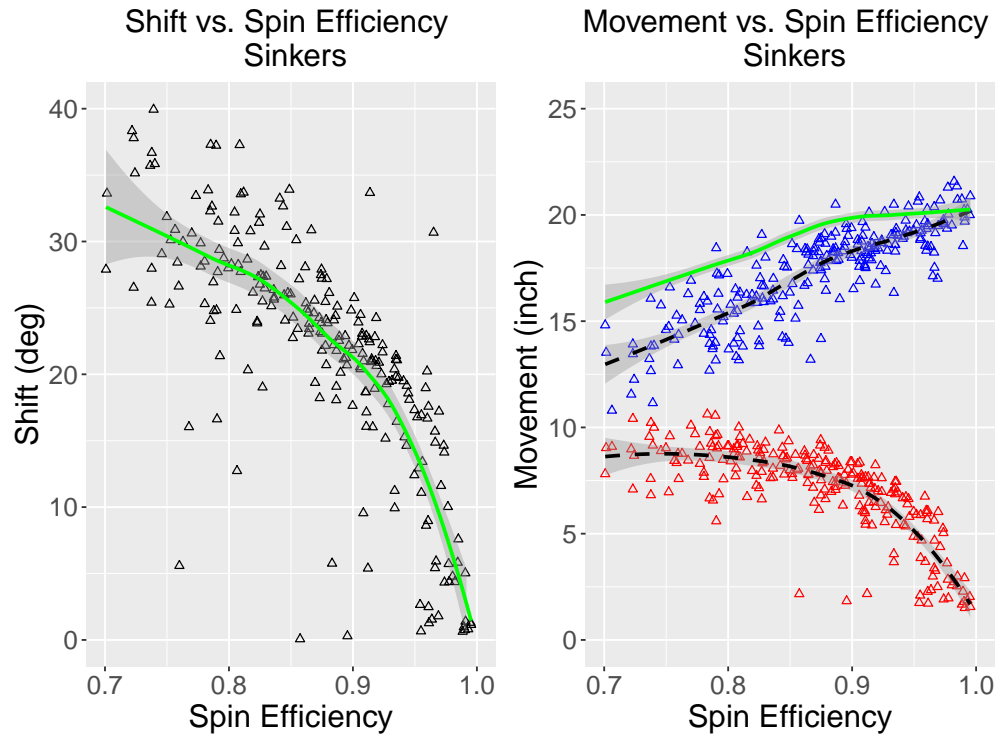 Shift vs. Spin Efficiency
Sinkers
Shift (deg)
40
30
20
10
0
0.7 0.8 0.9 1.0
Spin Efficiency
Movement vs. Spin Efficiency
Sinkers
Movement (inch)
25
20
15
10
5
0
0.7 0.8 0.9 1.0
Spin Efficiency